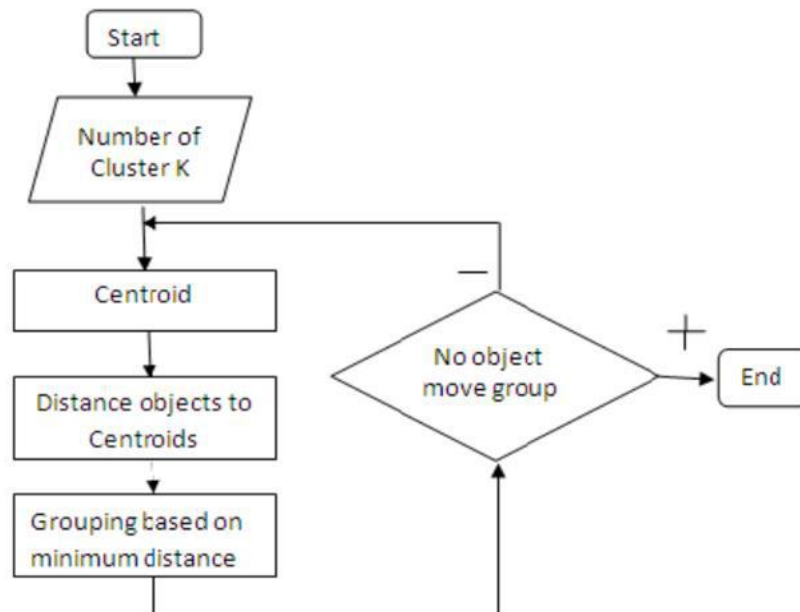 Start
Number of
Cluster K
Centroid
Distance objects to
Centroids
Grouping based on
minimum distance
No object
move group
−
+
End